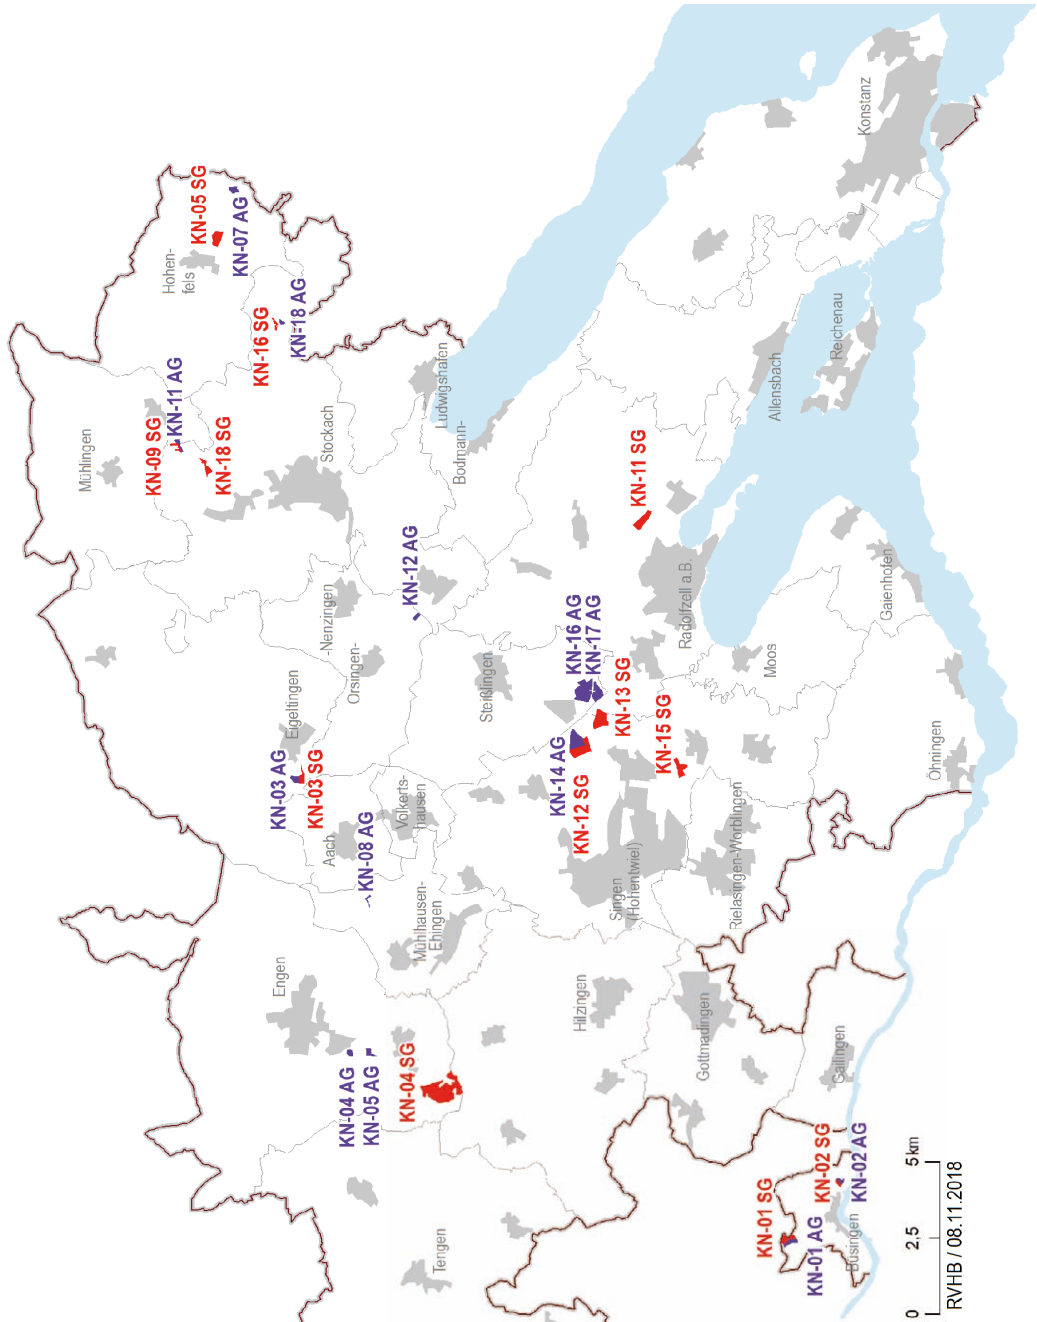 Tengen
Engen
KN-04 AG
KN-05 AG
KN-04 SG
Hilzingen
Gottmadingen
Gailingen
Büsingen
KN-01 SG
KN-01 AG
KN-02 SG
KN-02 AG
Mühlhausen-
Ehingen
Aach
KN-08 AG
Volkerts-
hausen
KN-03 AG
KN-03 SG
Eigeltingen
Orsingen-
-Nenzingen
Singen
(Hohentwiel)
Rielasingen-Worblingen
KN-14 AG
KN-12 SG
KN-15 SG
KN-13 SG
KN-16 AG
KN-17 AG
Steißlingen
Öhningen
Moos
Radolfzell a.B.
Gaienhofen
KN-11 SG
KN-12 AG
Mühlingen
KN-09 SG
KN-11 AG
KN-18 SG
Stockach
Bodmann-
Ludwigshafen
KN-16 SG
KN-18 AG
Hohen-
fels
KN-05 SG
KN-07 AG
Allensbach
Reichenau
Konstanz
0
2,5
5 km
RVHB / 08.11.2018